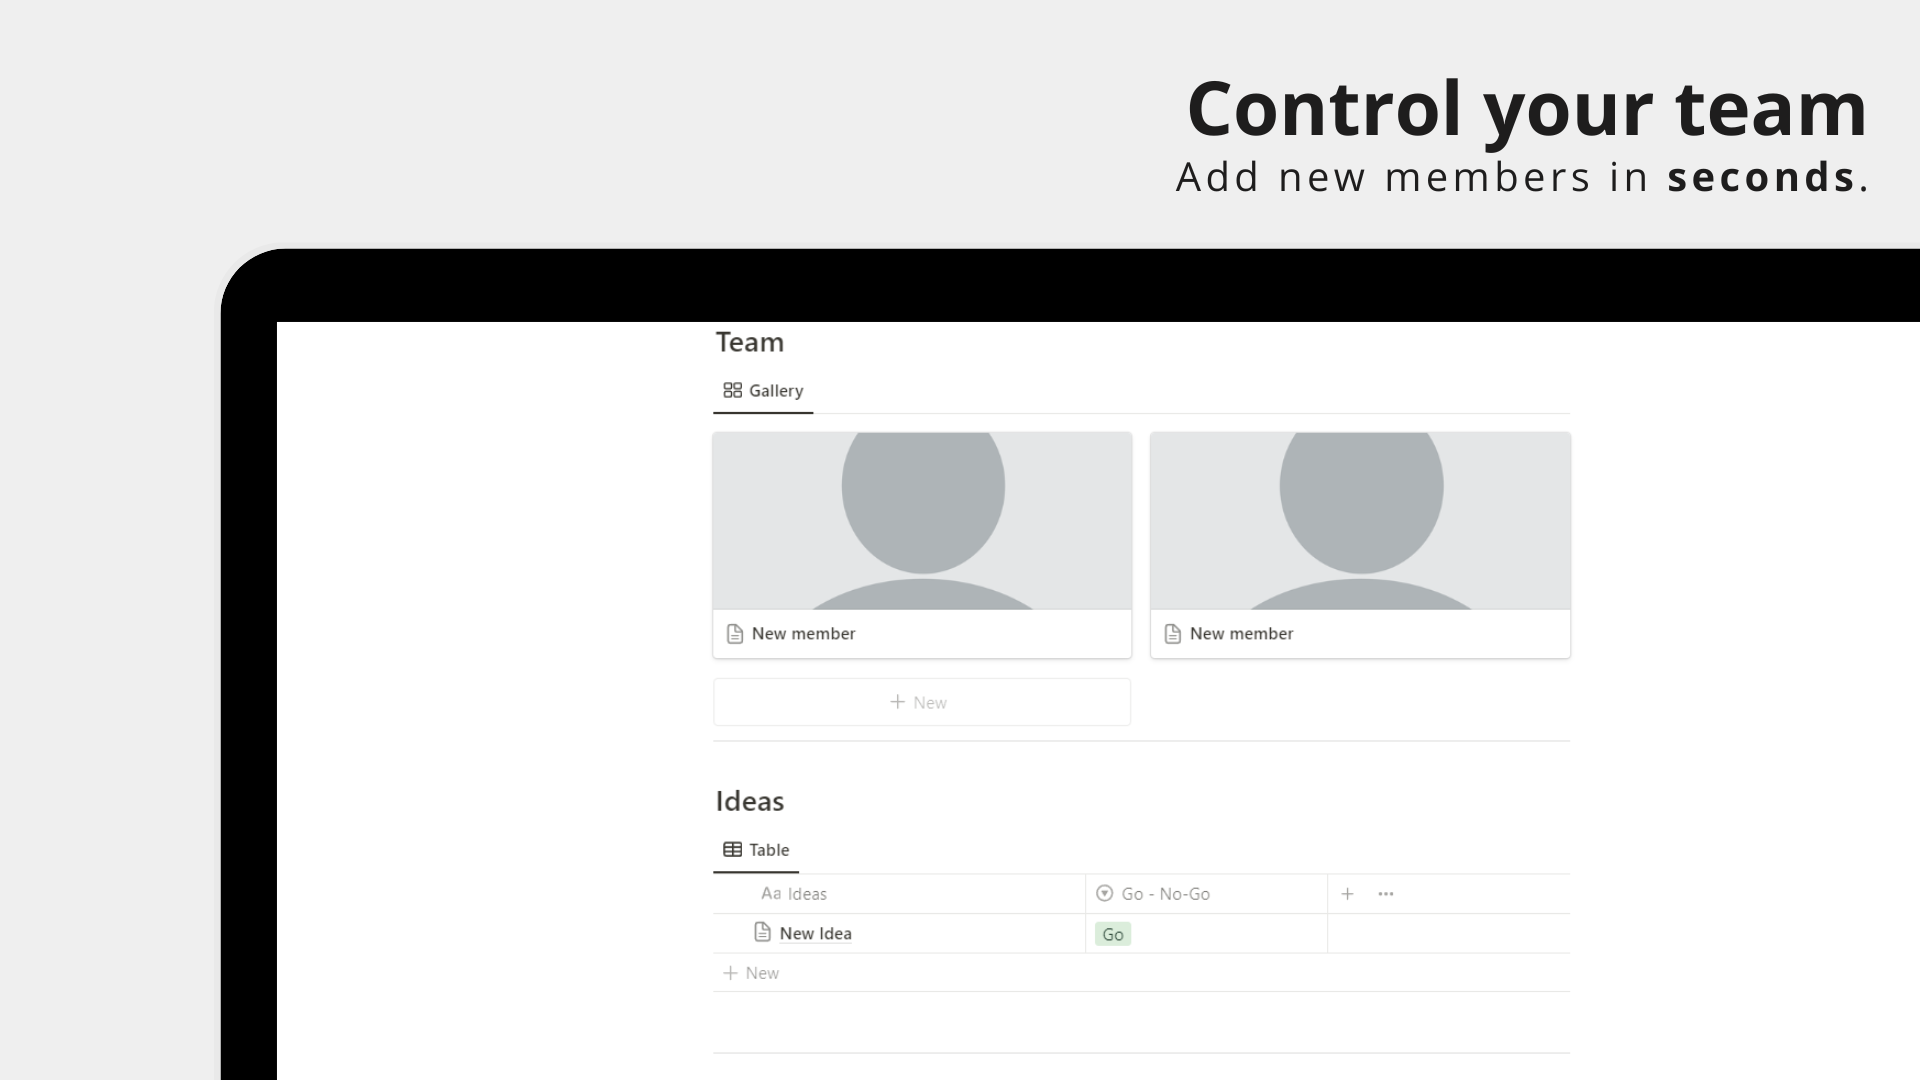 Control your team
Add new members in seconds.
Team
Gallery
New member
New member
+ New
Ideas
Table
Aa Ideas
Go - No-Go
+ •••
New Idea
Go
+ New